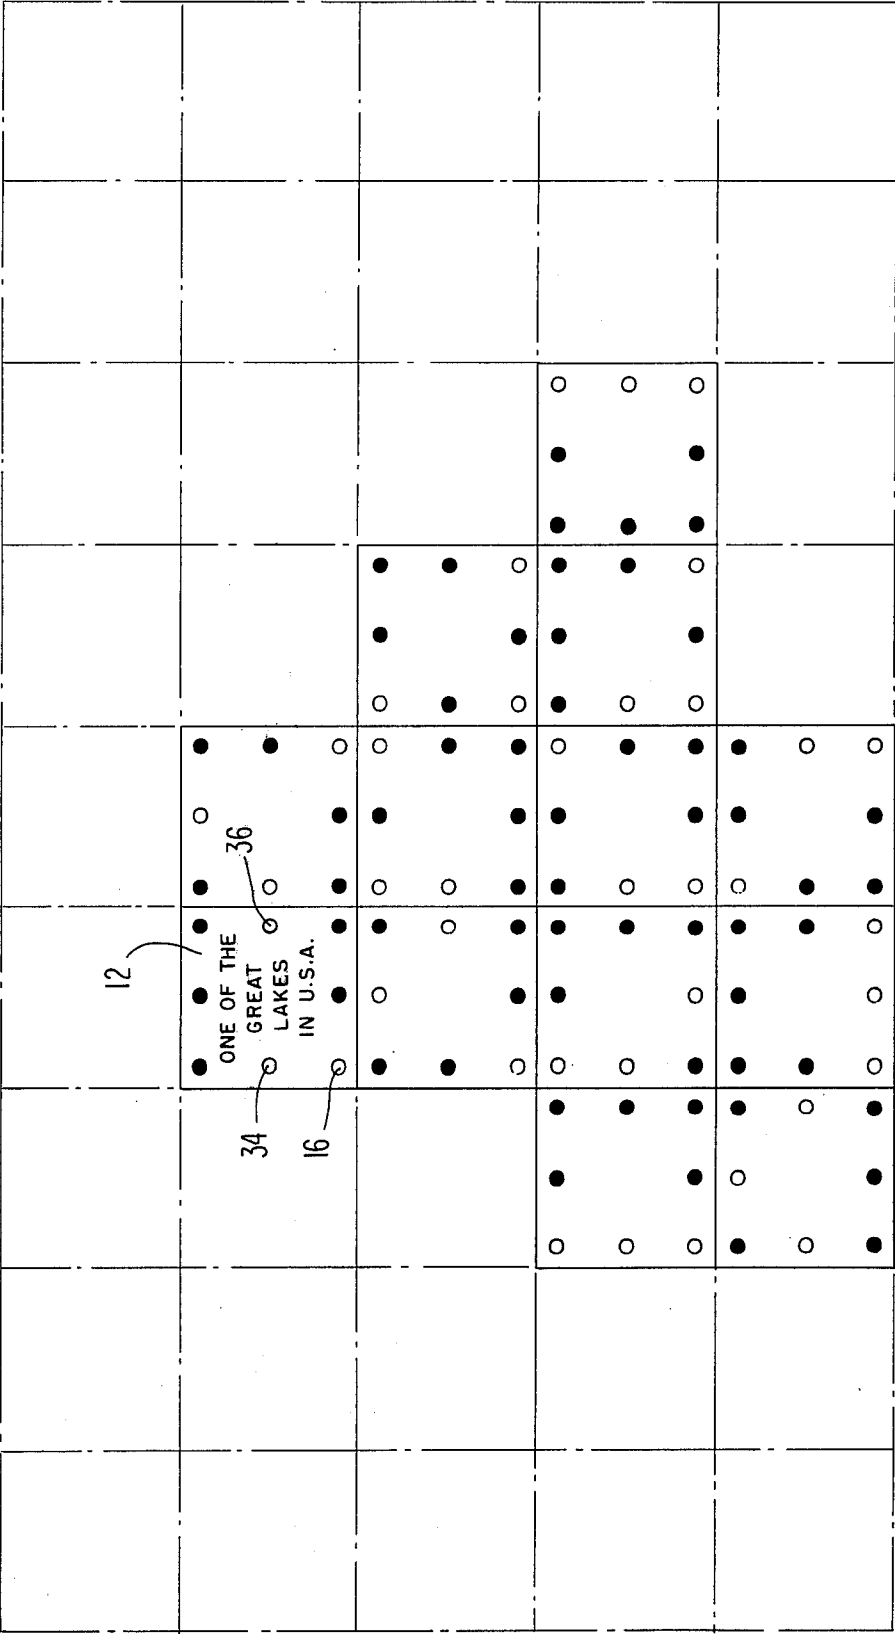 12
ONE OF THE
GREAT
LAKES
IN U.S.A.
36
34
16